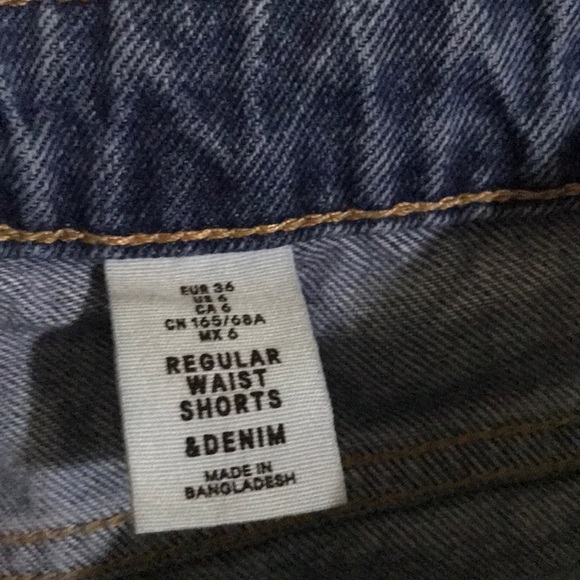 EUR 36
US 6
CA 6
CN 165/68A
MX 6
REGULAR
WAIST
SHORTS
&DENIM
MADE IN
BANGLADESH